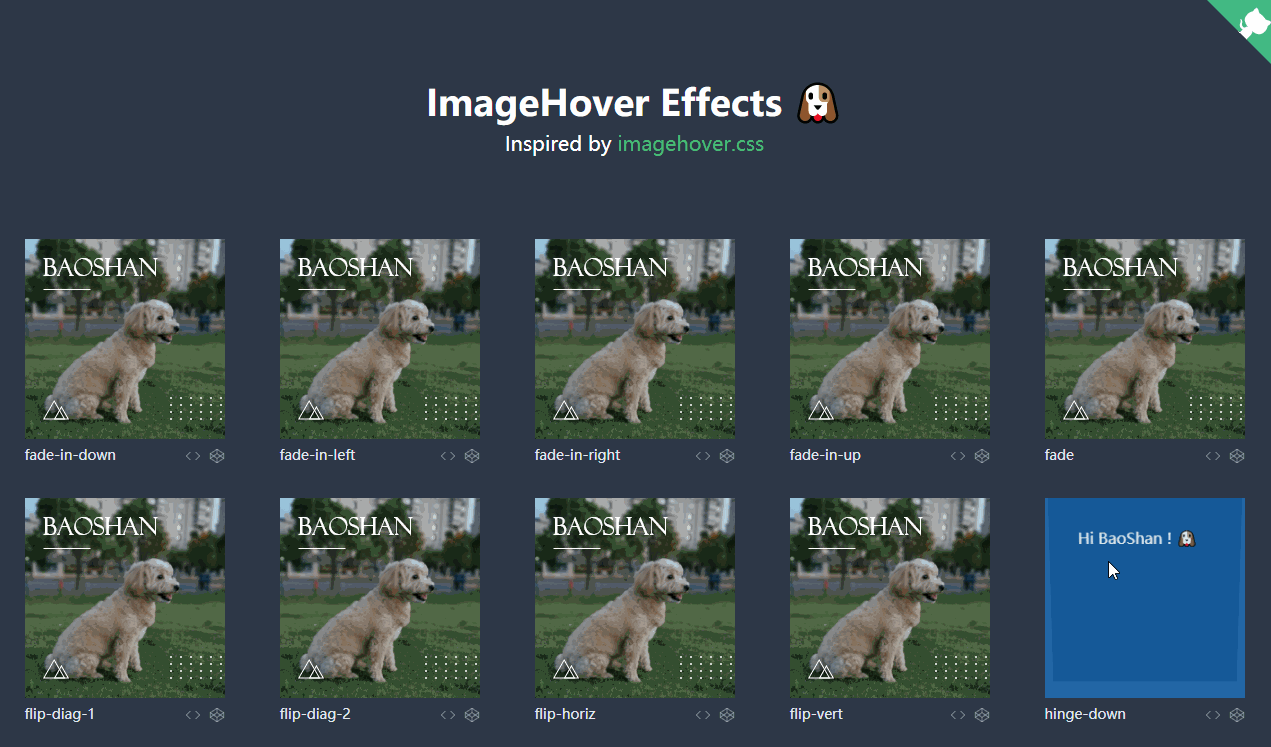 ImageHover Effects
Inspired by imagehover.css
BAOSHAN
BAOSHAN
BAOSHAN
BAOSHAN
BAOSHAN
fade-in-down
fade-in-left
fade-in-right
fade-in-up
fade
BAOSHAN
BAOSHAN
BAOSHAN
BAOSHAN
Hi BaoShan !
flip-diag-1
flip-diag-2
flip-horiz
flip-vert
hinge-down